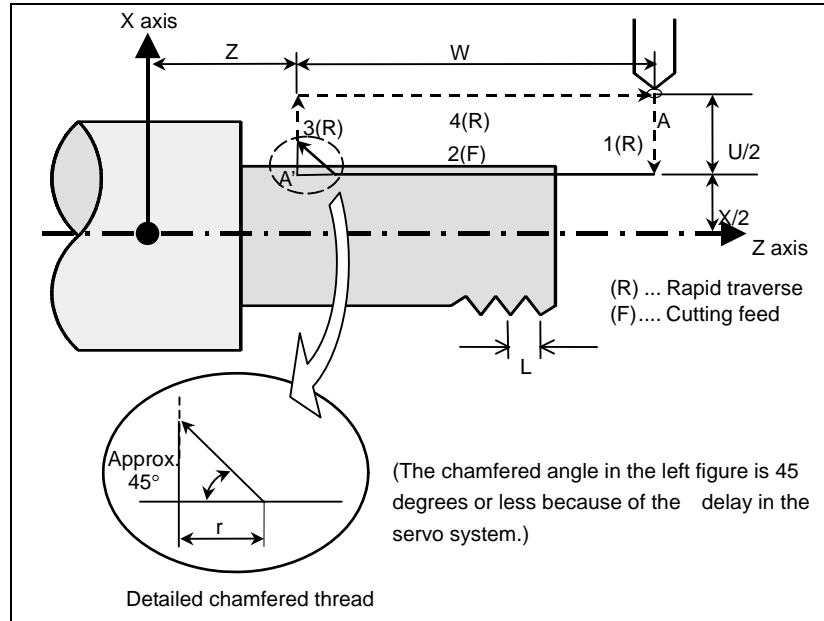 X axis
Z
W
3(R)
4(R)
A
1(R)
U/2
2(F)
A'
X/2
Z axis
(R) ... Rapid traverse
(F).... Cutting feed
L
Approx.
45°
r
(The chamfered angle in the left figure is 45
degrees or less because of the delay in the
servo system.)
Detailed chamfered thread